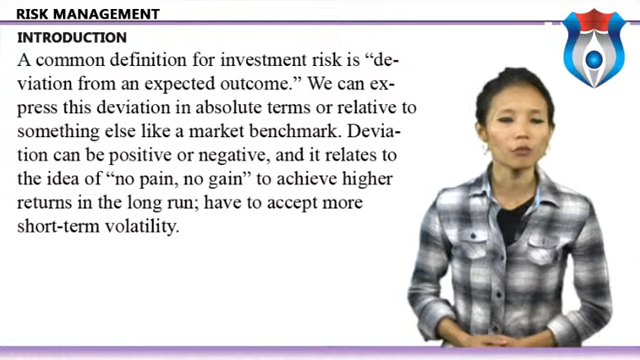 RISK MANAGEMENT
INTRODUCTION
A common definition for investment risk is “de-
viation from an expected outcome.” We can ex-
press this deviation in absolute terms or relative to
something else like a market benchmark. Devia-
tion can be positive or negative, and it relates to
the idea of “no pain, no gain” to achieve higher
returns in the long run; have to accept more
short-term volatility.